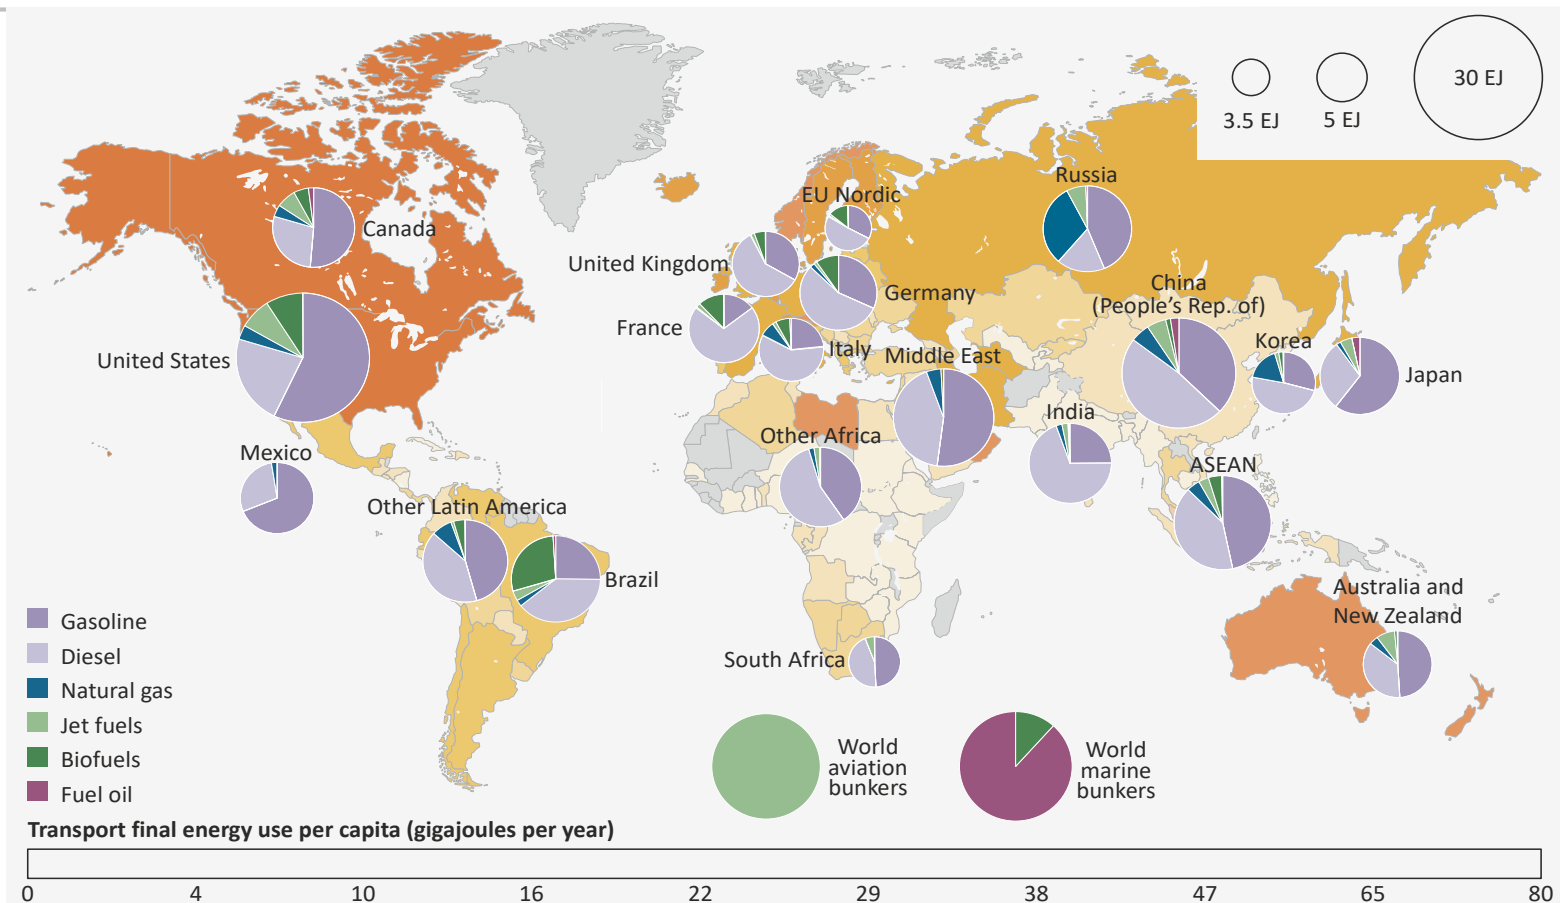 30 EJ
3.5 EJ
5 EJ
Russia
EU Nordic
Canada
United Kingdom
Germany
China
(People's Rep. of)
France
Korea
Italy
Middle East
United States
Japan
India
Other Africa
Mexico
ASEAN
Other Latin America
Brazil
Australia and
New Zealand
South Africa
Gasoline
Diesel
Natural gas
Jet fuels
Biofuels
Fuel oil
World
aviation
bunkers
World
marine
bunkers
Transport final energy use per capita (gigajoules per year)
0 4 10 16 22 29 38 47 65 80